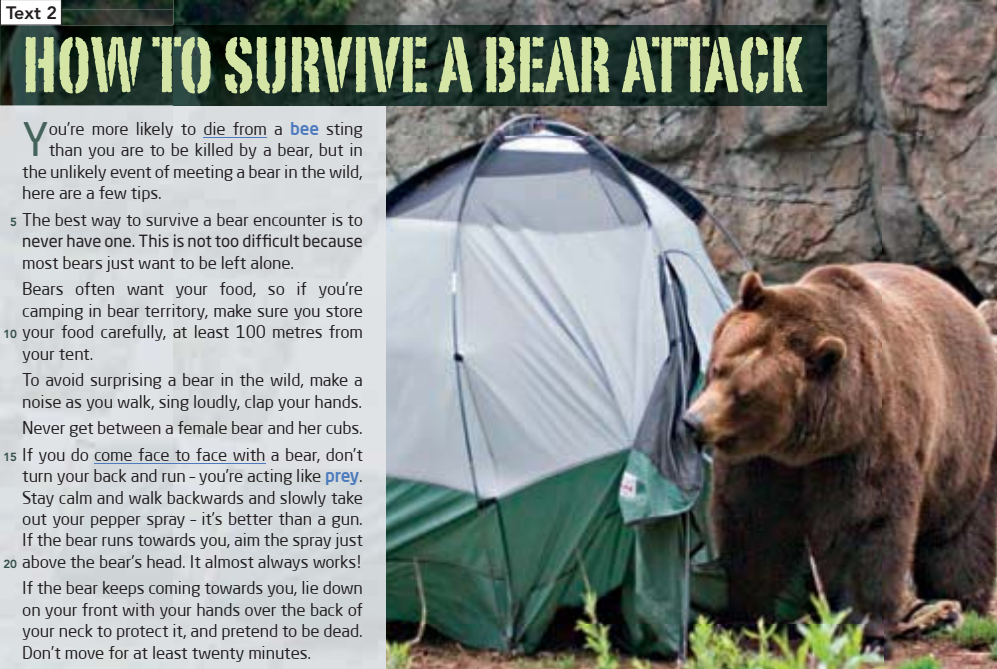 Text 2
HOW TO SURVIVE A BEAR ATTACK
You're more likely to die from a bee sting
than you are to be killed by a bear, but in
the unlikely event of meeting a bear in the wild,
here are a few tips.
5 The best way to survive a bear encounter is to
never have one. This is not too difficult because
most bears just want to be left alone.
Bears often want your food, so if you're
camping in bear territory, make sure you store
10 your food carefully, at least 100 metres from
your tent.
To avoid surprising a bear in the wild, make a
noise as you walk, sing loudly, clap your hands.
Never get between a female bear and her cubs.
15 If you do come face to face with a bear, don't
turn your back and run – you're acting like prey.
Stay calm and walk backwards and slowly take
out your pepper spray – it's better than a gun.
If the bear runs towards you, aim the spray just
20 above the bear's head. It almost always works!
If the bear keeps coming towards you, lie down
on your front with your hands over the back of
your neck to protect it, and pretend to be dead.
Don't move for at least twenty minutes.